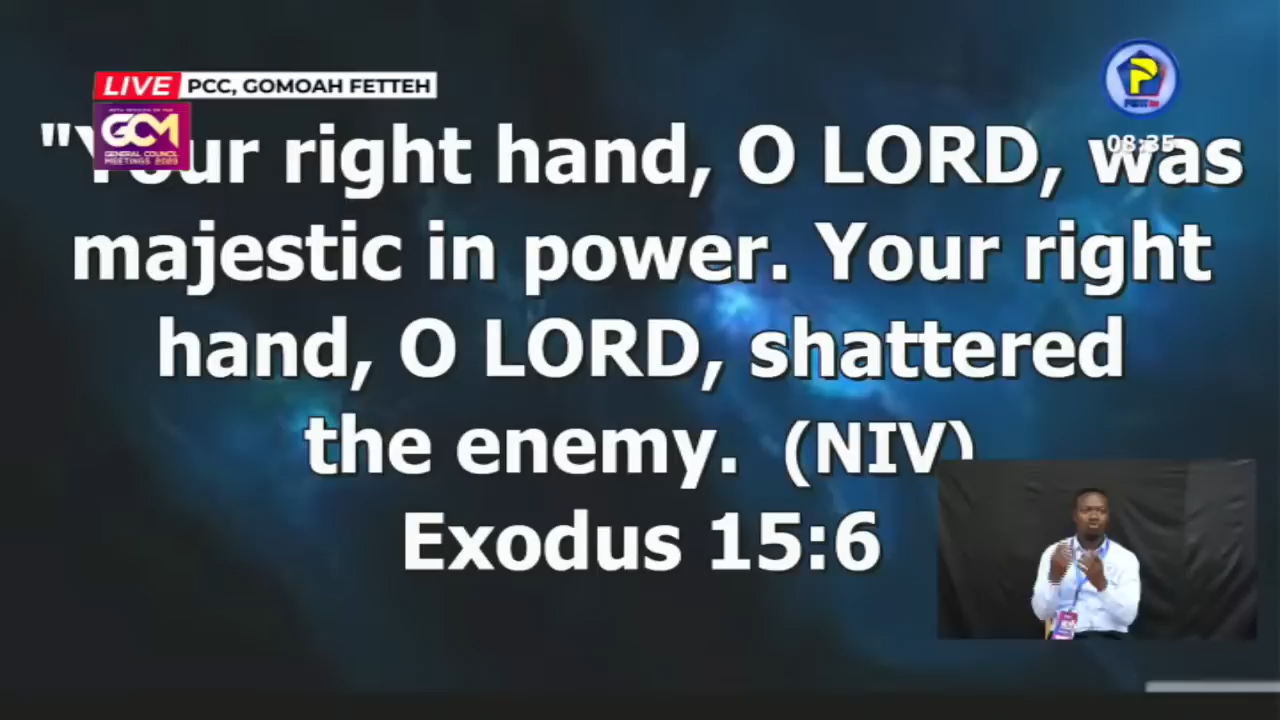 LIVE PCC, GOMOAH FETTEH
GCM
GENERAL COUNCIL
MEETINGS 2023
08:35
"Your right hand, O LORD, was
majestic in power. Your right
hand, O LORD, shattered
the enemy. (NIV)
Exodus 15:6